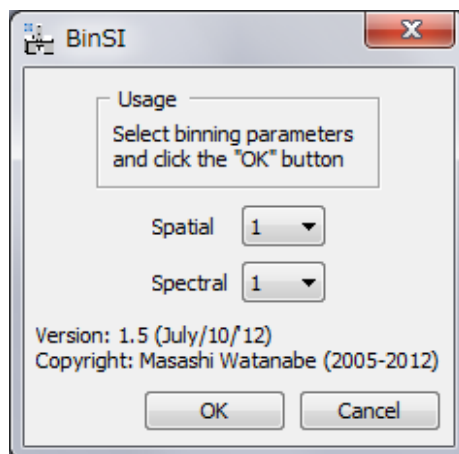 BinSI
Usage
Select binning parameters
and click the "OK" button
Spatial 1
Spectral 1
Version: 1.5 (July/10/'12)
Copyright: Masashi Watanabe (2005-2012)
OK Cancel